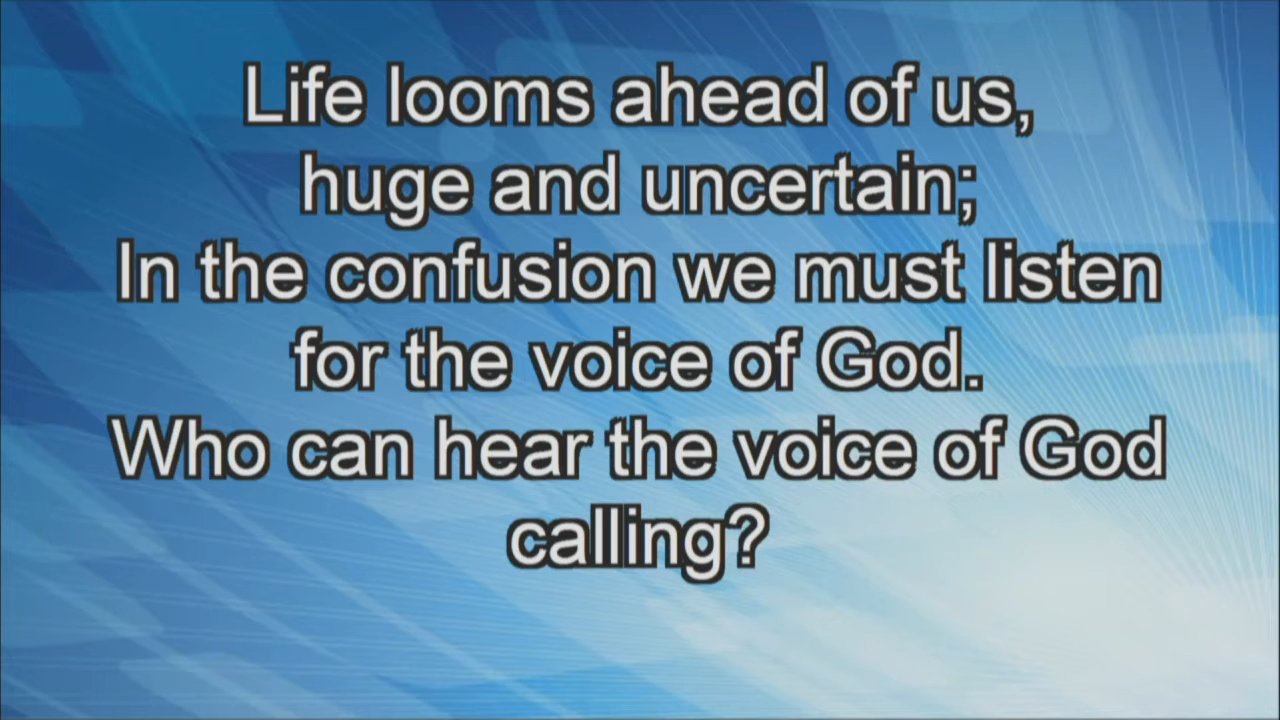 Life looms ahead of us,
huge and uncertain;
In the confusion we must listen
for the voice of God.
Who can hear the voice of God
calling?